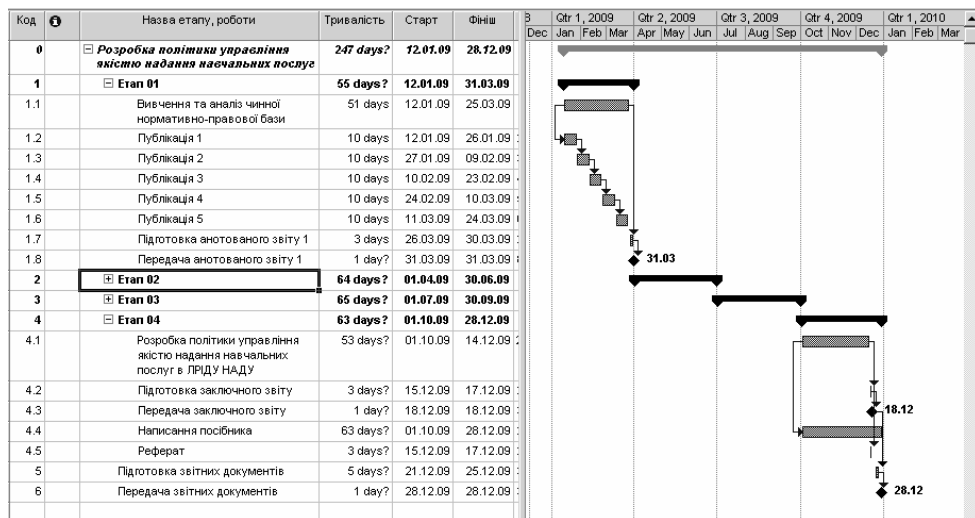 Код Назва етапу, роботи Тривалість Старт Фініш
3 Qtr 1, 2009 Qtr 2, 2009 Qtr 3, 2009 Qtr 4, 2009 Qtr 1, 2010
Dec Jan Feb Mar Apr May Jun Jul Aug Sep Oct Nov Dec Jan Feb Mar
0 Розробка політики управління 247 days? 12.01.09 28.12.09
якістю надання навчальних послуг
1 Етап 01 55 days? 12.01.09 31.03.09
1.1 Вивчення та аналіз чинної 51 days 12.01.09 25.03.09
нормативно-правової бази
1.2 Публікація 1 10 days 12.01.09 26.01.09
1.3 Публікація 2 10 days 27.01.09 09.02.09
1.4 Публікація 3 10 days 10.02.09 23.02.09
1.5 Публікація 4 10 days 24.02.09 10.03.09
1.6 Публікація 5 10 days 11.03.09 24.03.09
1.7 Підготовка анотованого звіту 1 3 days 26.03.09 30.03.09
1.8 Передача анотованого звіту 1 1 day? 31.03.09 31.03.09 31.03
2 Етап 02 64 days? 01.04.09 30.06.09
3 Етап 03 65 days? 01.07.09 30.09.09
4 Етап 04 63 days? 01.10.09 28.12.09
4.1 Розробка політики управління 53 days? 01.10.09 14.12.09
якістю надання навчальних
послуг в ЛРІДУ НАДУ
4.2 Підготовка заключного звіту 3 days? 15.12.09 17.12.09
4.3 Передача заключного звіту 1 day? 18.12.09 18.12.09 18.12
4.4 Написання посібника 63 days? 01.10.09 28.12.09
4.5 Реферат 3 days? 15.12.09 17.12.09
5 Підготовка звітних документів 5 days? 21.12.09 25.12.09
6 Передача звітних документів 1 day? 28.12.09 28.12.09 28.12